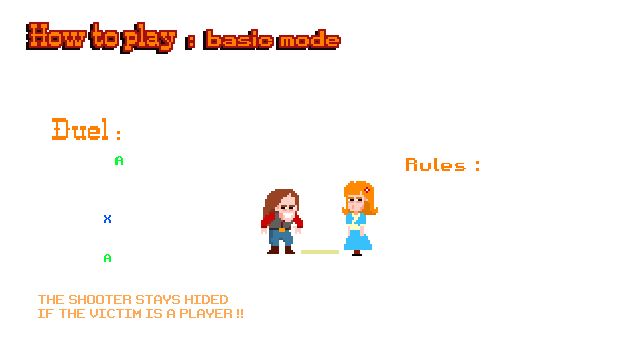 How to play : basic mode
Duel :
A
Rules :
X
A
THE SHOOTER STAYS HIDED
IF THE VICTIM IS A PLAYER !!